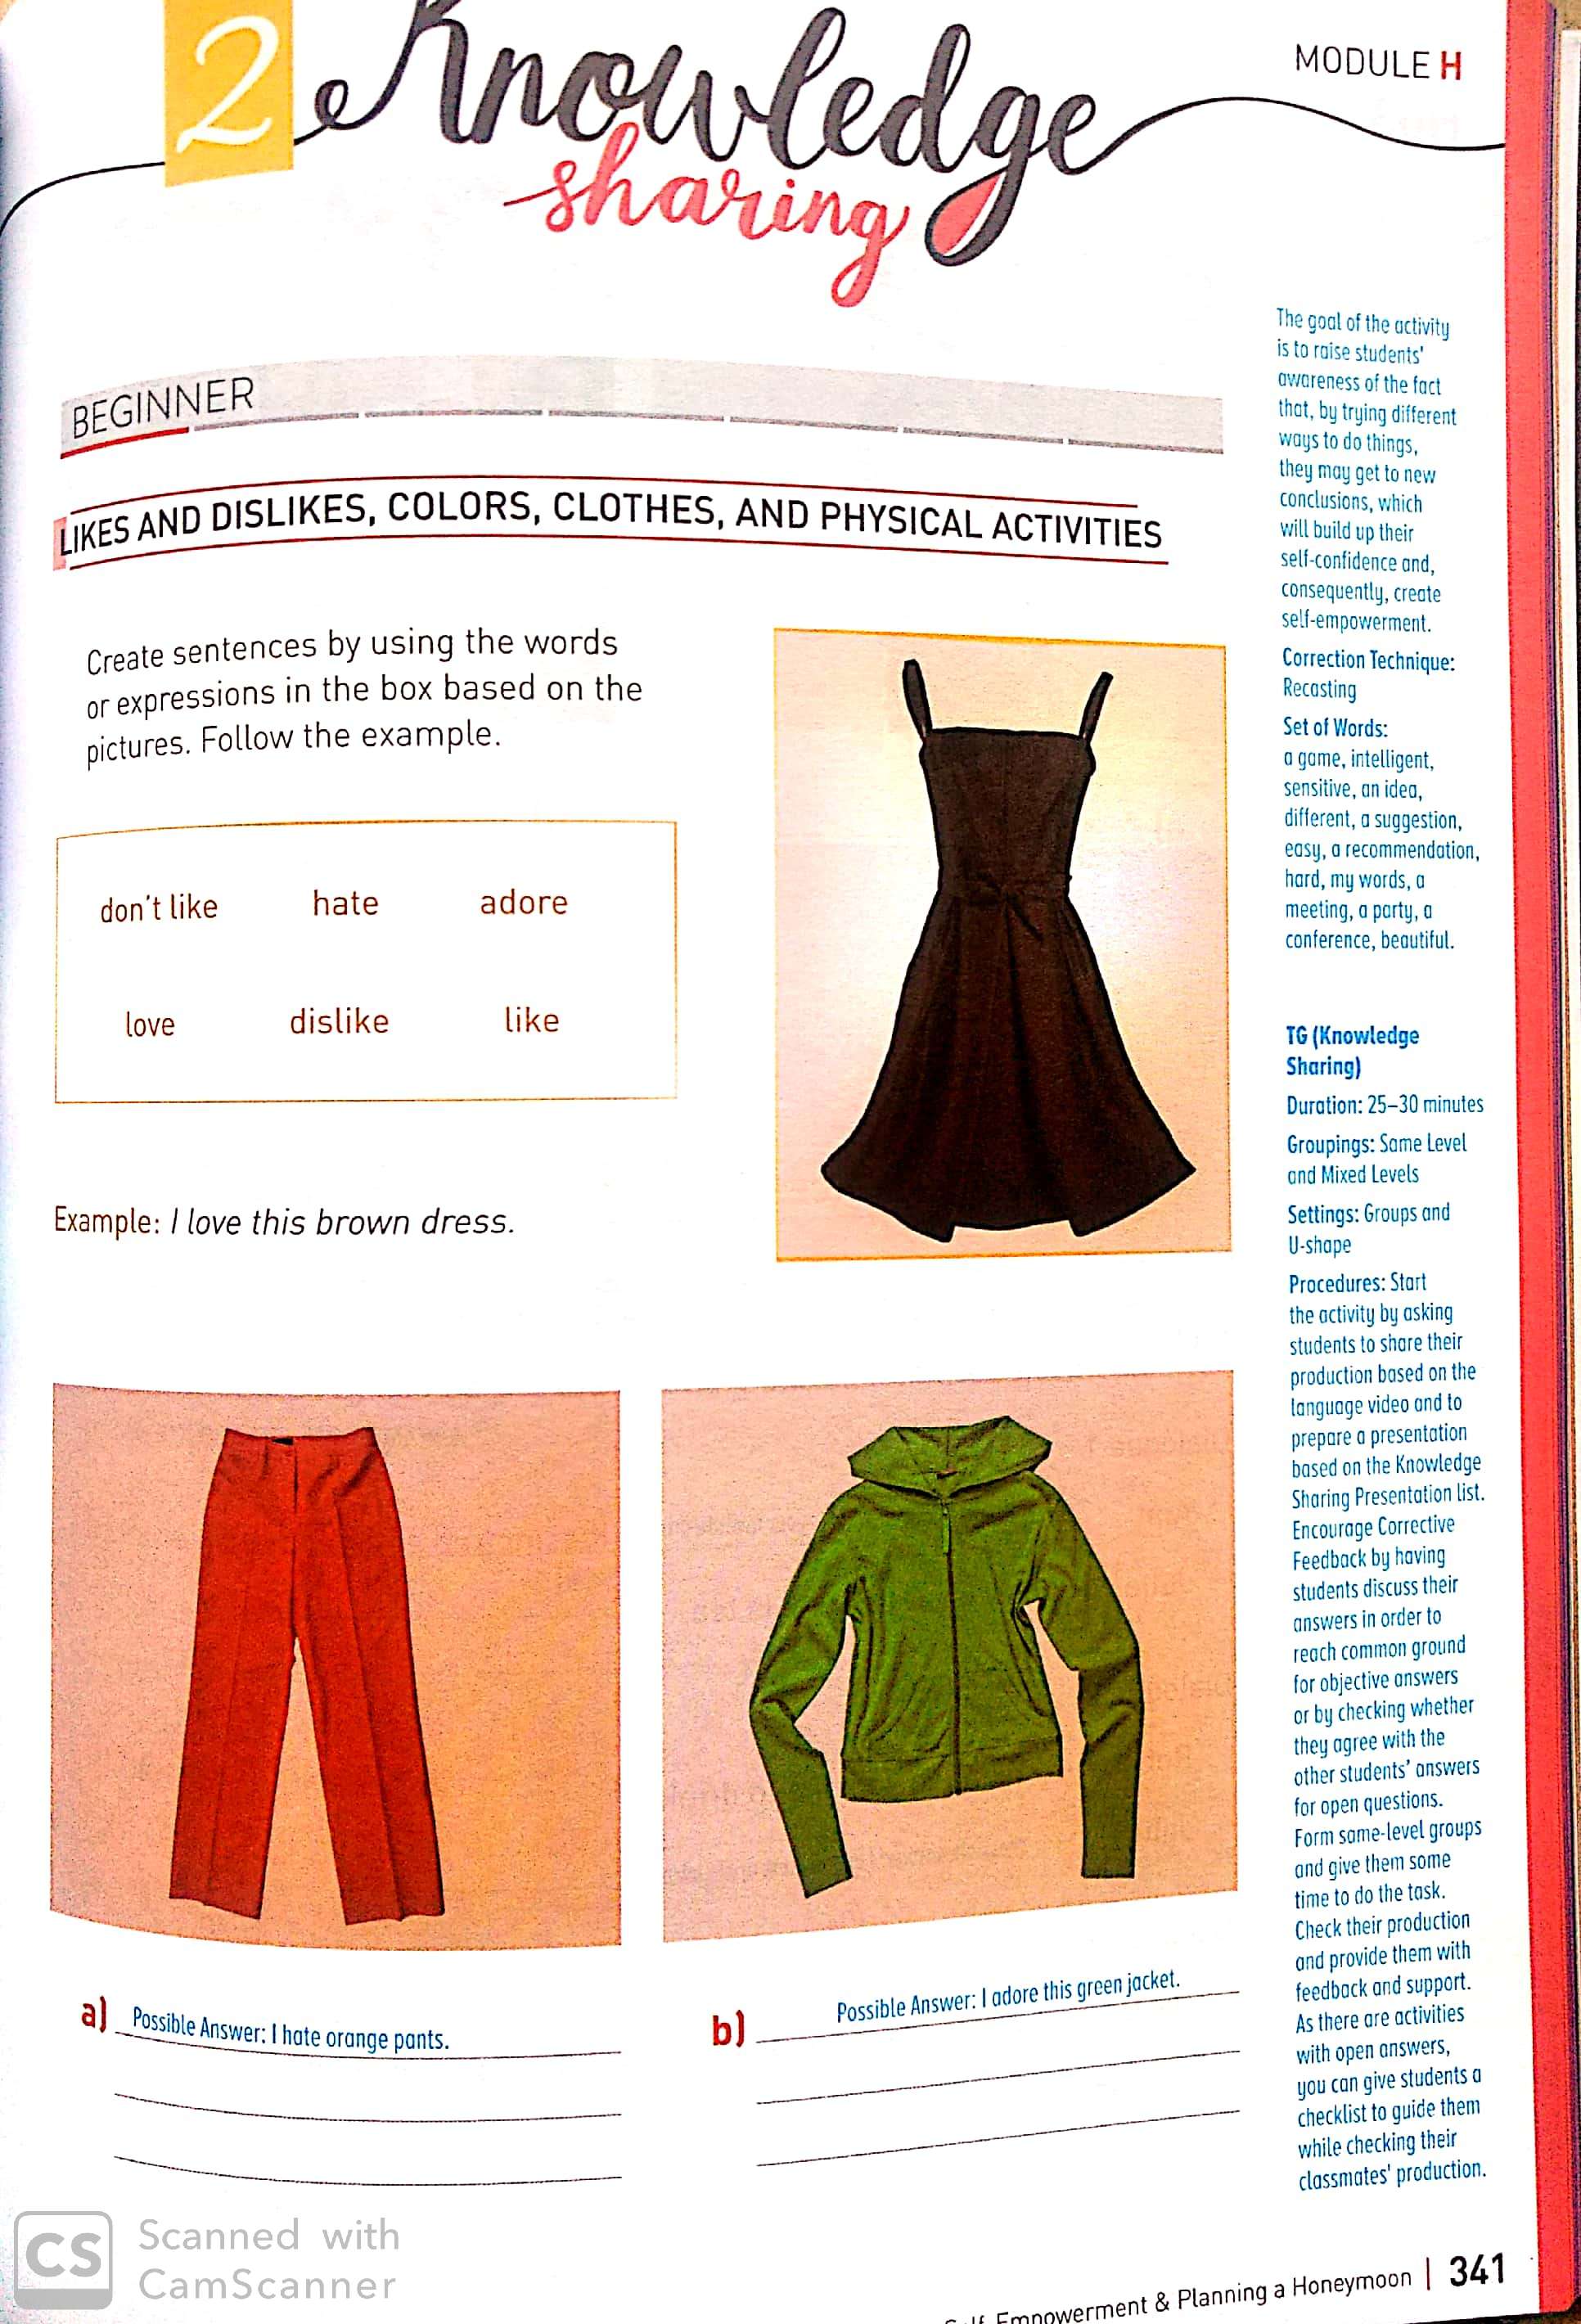 2 Knowledge
sharing
MODULE H
BEGINNER
LIKES AND DISLIKES, COLORS, CLOTHES, AND PHYSICAL ACTIVITIES
Create sentences by using the words
or expressions in the box based on the
pictures. Follow the example.
don't like hate adore
love dislike like
Example: I love this brown dress.
a) Possible Answer: I hate orange pants.
b) Possible Answer: I adore this green jacket.
The goal of the activity
is to raise students'
awareness of the fact
that, by trying different
ways to do things,
they may get to new
conclusions, which
will build up their
self-confidence and,
consequently, create
self-empowerment.
Correction Technique:
Recasting
Set of Words:
a game, intelligent,
sensitive, an idea,
different, a suggestion,
easy, a recommendation,
hard, my words, a
meeting, a party, a
conference, beautiful.
TG (Knowledge
Sharing)
Duration: 25–30 minutes
Groupings: Same Level
and Mixed Levels
Settings: Groups and
U-shape
Procedures: Start
the activity by asking
students to share their
production based on the
language video and to
prepare a presentation
based on the Knowledge
Sharing Presentation list.
Encourage Corrective
Feedback by having
students discuss their
answers in order to
reach common ground
for objective answers
or by checking whether
they agree with the
other students' answers
for open questions.
Form same-level groups
and give them some
time to do the task.
Check their production
and provide them with
feedback and support.
As there are activities
with open answers,
you can give students a
checklist to guide them
while checking their
classmates' production.
Empowerment & Planning a Honeymoon | 341
CS Scanned with
CamScanner